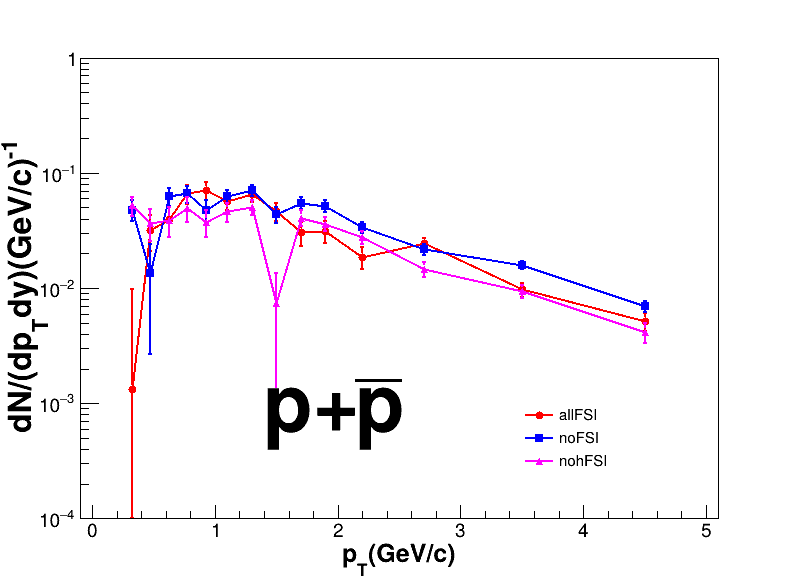 dN/(dp_T dy)(GeV/c)^-1
1
10^−1
10^−2
10^−3
10^−4
p+p̅
allFSI
noFSI
nohFSI
0 1 2 3 4 5
p_T(GeV/c)